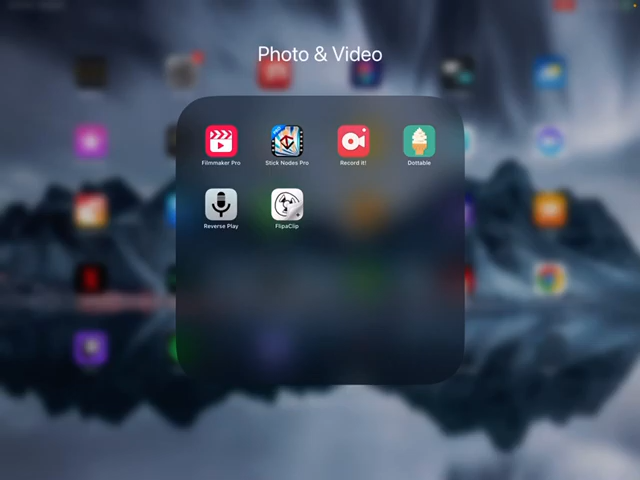 Photo & Video
Filmmaker Pro
Stick Nodes Pro
Record it!
Dottable
Reverse Play
FlipaClip